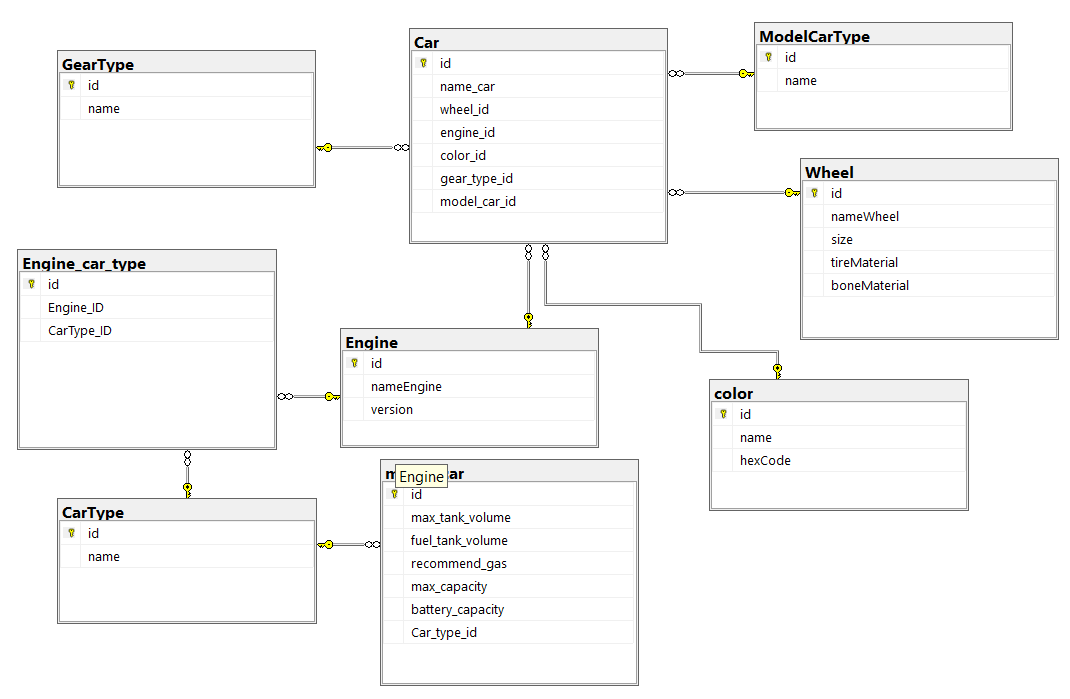 GearType
id
name
Car
id
name_car
wheel_id
engine_id
color_id
gear_type_id
model_car_id
ModelCarType
id
name
Wheel
id
nameWheel
size
tireMaterial
boneMaterial
Engine_car_type
id
Engine_ID
CarType_ID
Engine
id
nameEngine
version
color
id
name
hexCode
CarType
id
name
Engine
id
max_tank_volume
fuel_tank_volume
recommend_gas
max_capacity
battery_capacity
Car_type_id